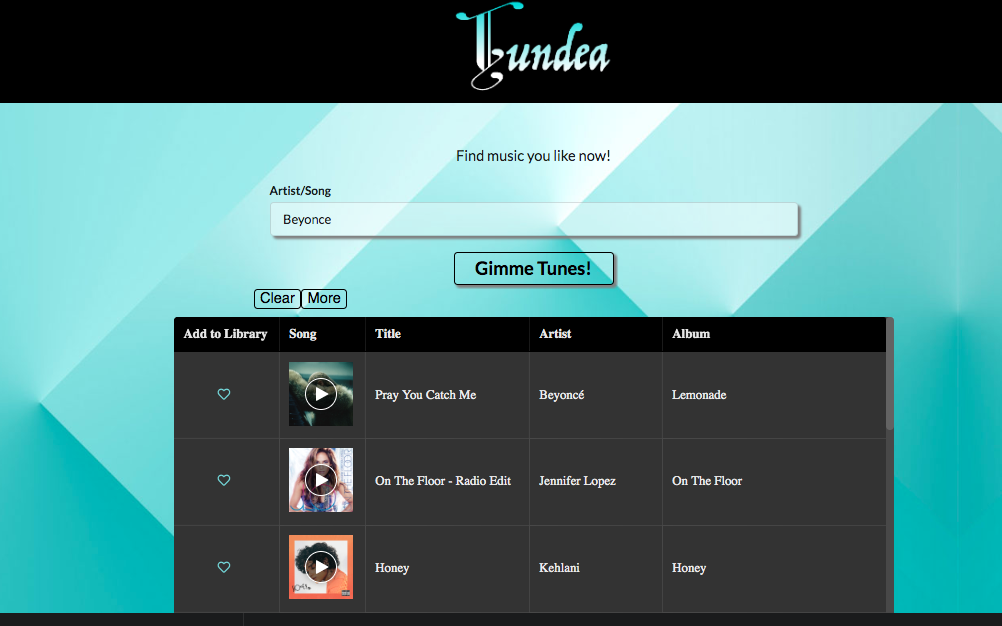 Tundea
Find music you like now!
Artist/Song
Beyonce
Gimme Tunes!
Clear More
Add to Library Song Title Artist Album
Pray You Catch Me Beyoncé Lemonade
On The Floor - Radio Edit Jennifer Lopez On The Floor
Honey Kehlani Honey